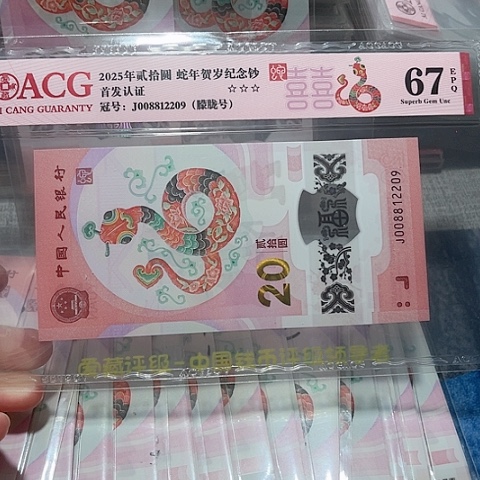 ACG
CANG GUARANTY
2025年贰拾圆 蛇年贺岁纪念钞
首发认证
☆☆☆
冠号：J008812209（朦胧号）
67
EPQ
Superb Gem Unc
中國人民銀行
贰拾圆
20
J008812209